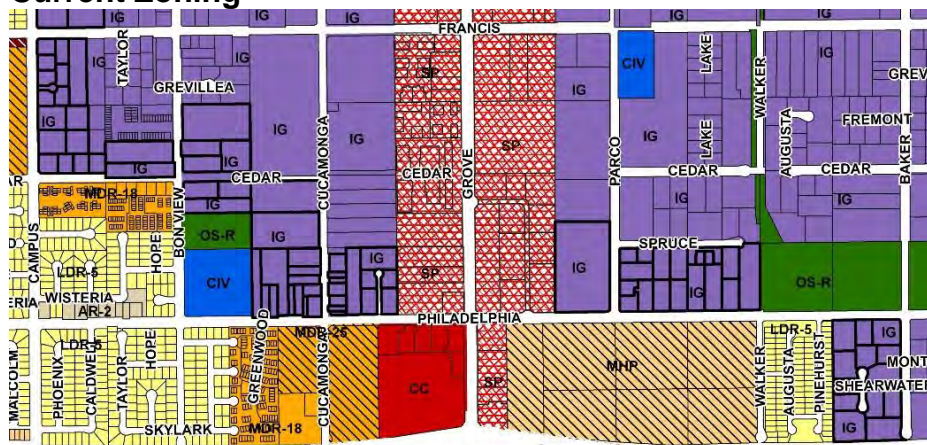 Current Zoning
FRANCIS
IG
IG
IG
TAYLOR
IG
IG
GREVILLEA
IG
IG
SP
SP
IG
CIV
IG
LAKE
WALKER
IG
GREV
FREMONT
IG
IG
IG
LAKE
AUGUSTA
BAKER
IG
IG
CEDAR
CUCAMONGA
CEDAR
GROVE
PARCO
CEDAR
CEDAR
AR
MDR-18
BON VIEW
HOPE
OS-R
IG
SPRUCE
CAMPUS
LDR-5
CIV
IG
SP
IG
IG
OS-R
ERIA
WISTERIA
AR-2
PHILADELPHIA
GREENWOOD
MDR-25
LDR-5
IG
MALCOLM
PHOENIX
LDR-5
CALDWELL
TAYLOR
HOPE
CUCAMONGA
CC
SP
MHP
WALKER
AUGUSTA
PINEHURST
IG
MONT
SHEARWATER
SKYLARK
MDR-18
IG